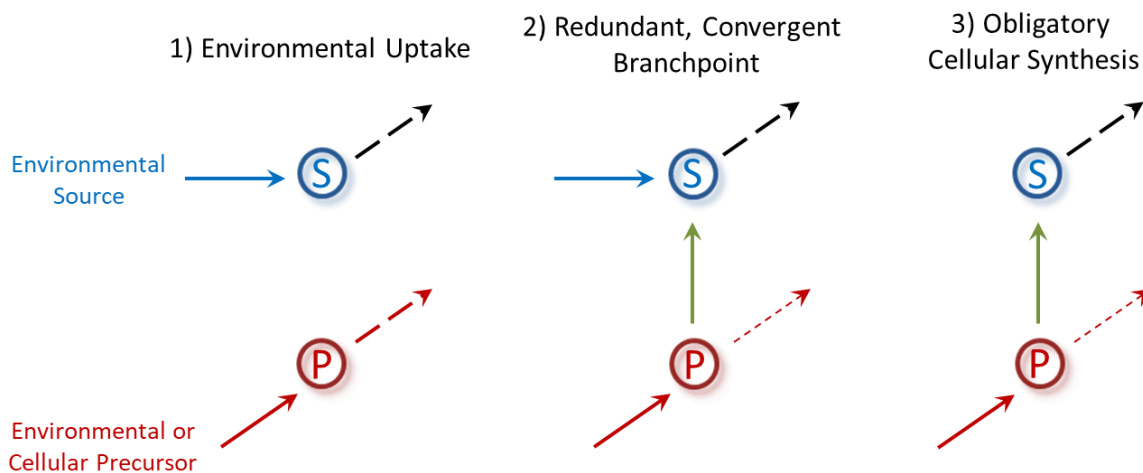 1) Environmental Uptake
2) Redundant, Convergent
Branchpoint
3) Obligatory
Cellular Synthesis
Environmental
Source
S
S
S
P
P
P
Environmental or
Cellular Precursor